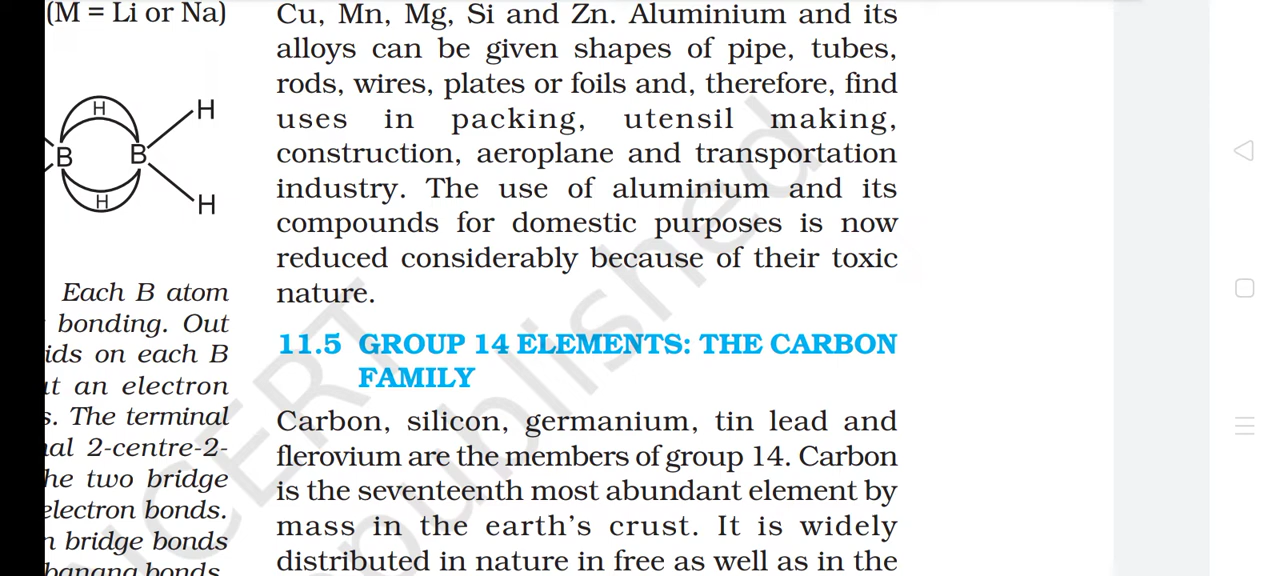 (M = Li or Na)
H
H
B
B
H
H
Each B atom
bonding. Out
on each B
an electron
The terminal
2-centre-2-
two bridge
electron bonds.
bridge bonds
banana bonds.
Cu, Mn, Mg, Si and Zn. Aluminium and its
alloys can be given shapes of pipe, tubes,
rods, wires, plates or foils and, therefore, find
uses in packing, utensil making,
construction, aeroplane and transportation
industry. The use of aluminium and its
compounds for domestic purposes is now
reduced considerably because of their toxic
nature.
11.5 GROUP 14 ELEMENTS: THE CARBON
FAMILY
Carbon, silicon, germanium, tin lead and
flerovium are the members of group 14. Carbon
is the seventeenth most abundant element by
mass in the earth's crust. It is widely
distributed in nature in free as well as in the
NCERT
published